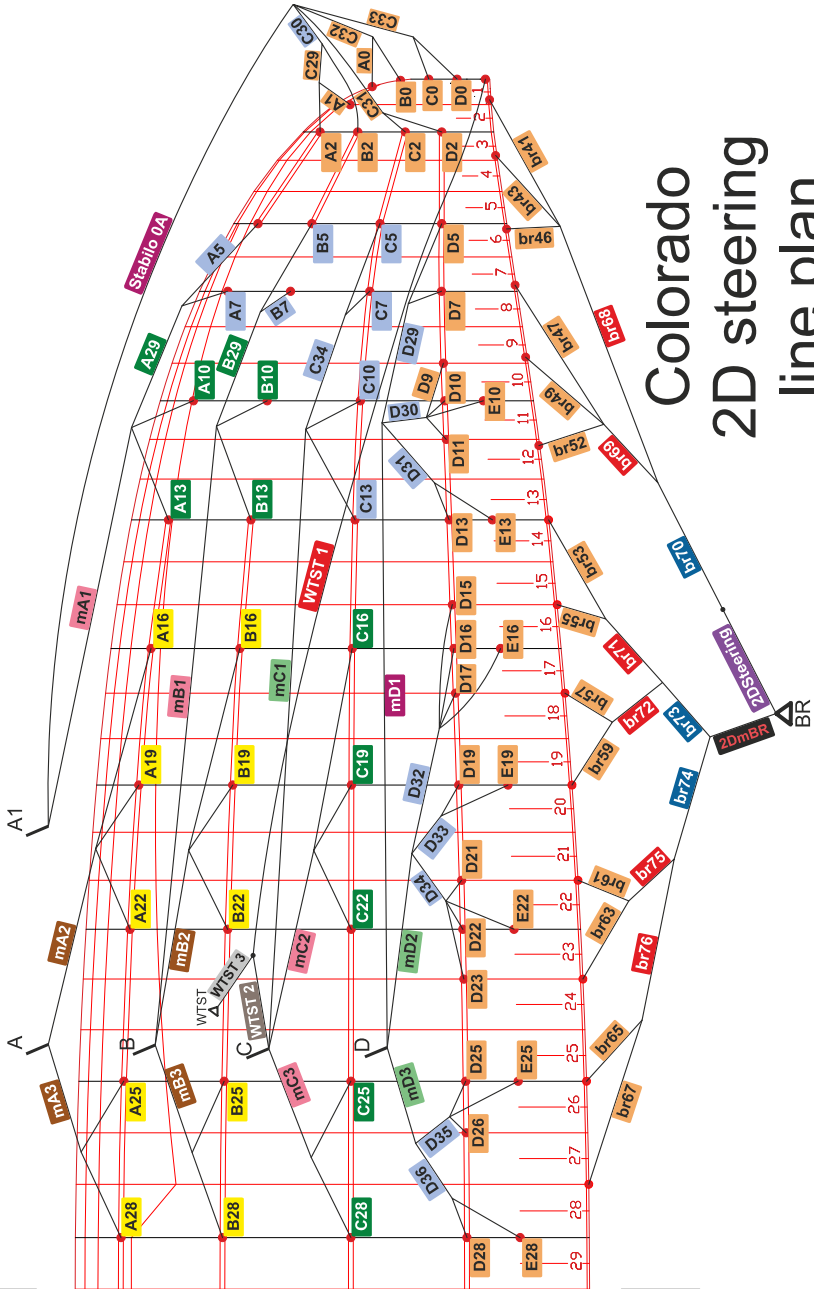 Colorado
2D steering
line plan
A1
A
B
C
D
BR
WTST
C33
C32
C30
C29
C31
A0
A1
B0
C0
D0
A2
B2
C2
D2
Stabilo 0A
A5
B5
C5
D5
A7
B7
C7
D7
A29
B29
C34
D29
A10
B10
C10
D9
D10
E10
D30
D11
D31
A13
B13
C13
D13
E13
mA1
mB1
mC1
mD1
WTST 1
D15
A16
B16
C16
D16
E16
D17
A19
B19
C19
D19
E19
D32
D33
D34
D21
A22
B22
C22
D22
E22
D23
mA2
mB2
mC2
mD2
WTST 3
WTST 2
mA3
mB3
mC3
mD3
A25
B25
C25
D25
E25
D26
D35
D36
A28
B28
C28
D28
E28
1
2
3
4
5
6
7
8
9
10
11
12
13
14
15
16
17
18
19
20
21
22
23
24
25
26
27
28
29
br41
br43
br46
br47
br49
br52
br53
br55
br57
br59
br61
br63
br65
br67
br68
br69
br70
br71
br72
br73
br74
br75
br76
2DSteering
2DmBR